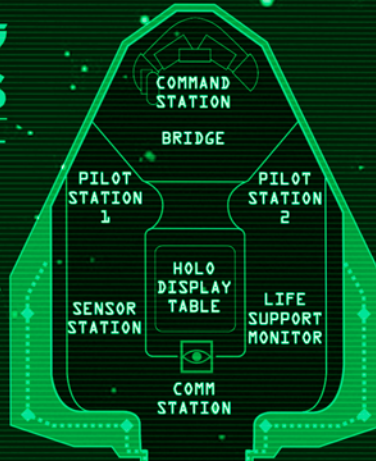 COMMAND
STATION
BRIDGE
PILOT
STATION
1
PILOT
STATION
2
HOLO
DISPLAY
TABLE
SENSOR
STATION
LIFE
SUPPORT
MONITOR
COMM
STATION